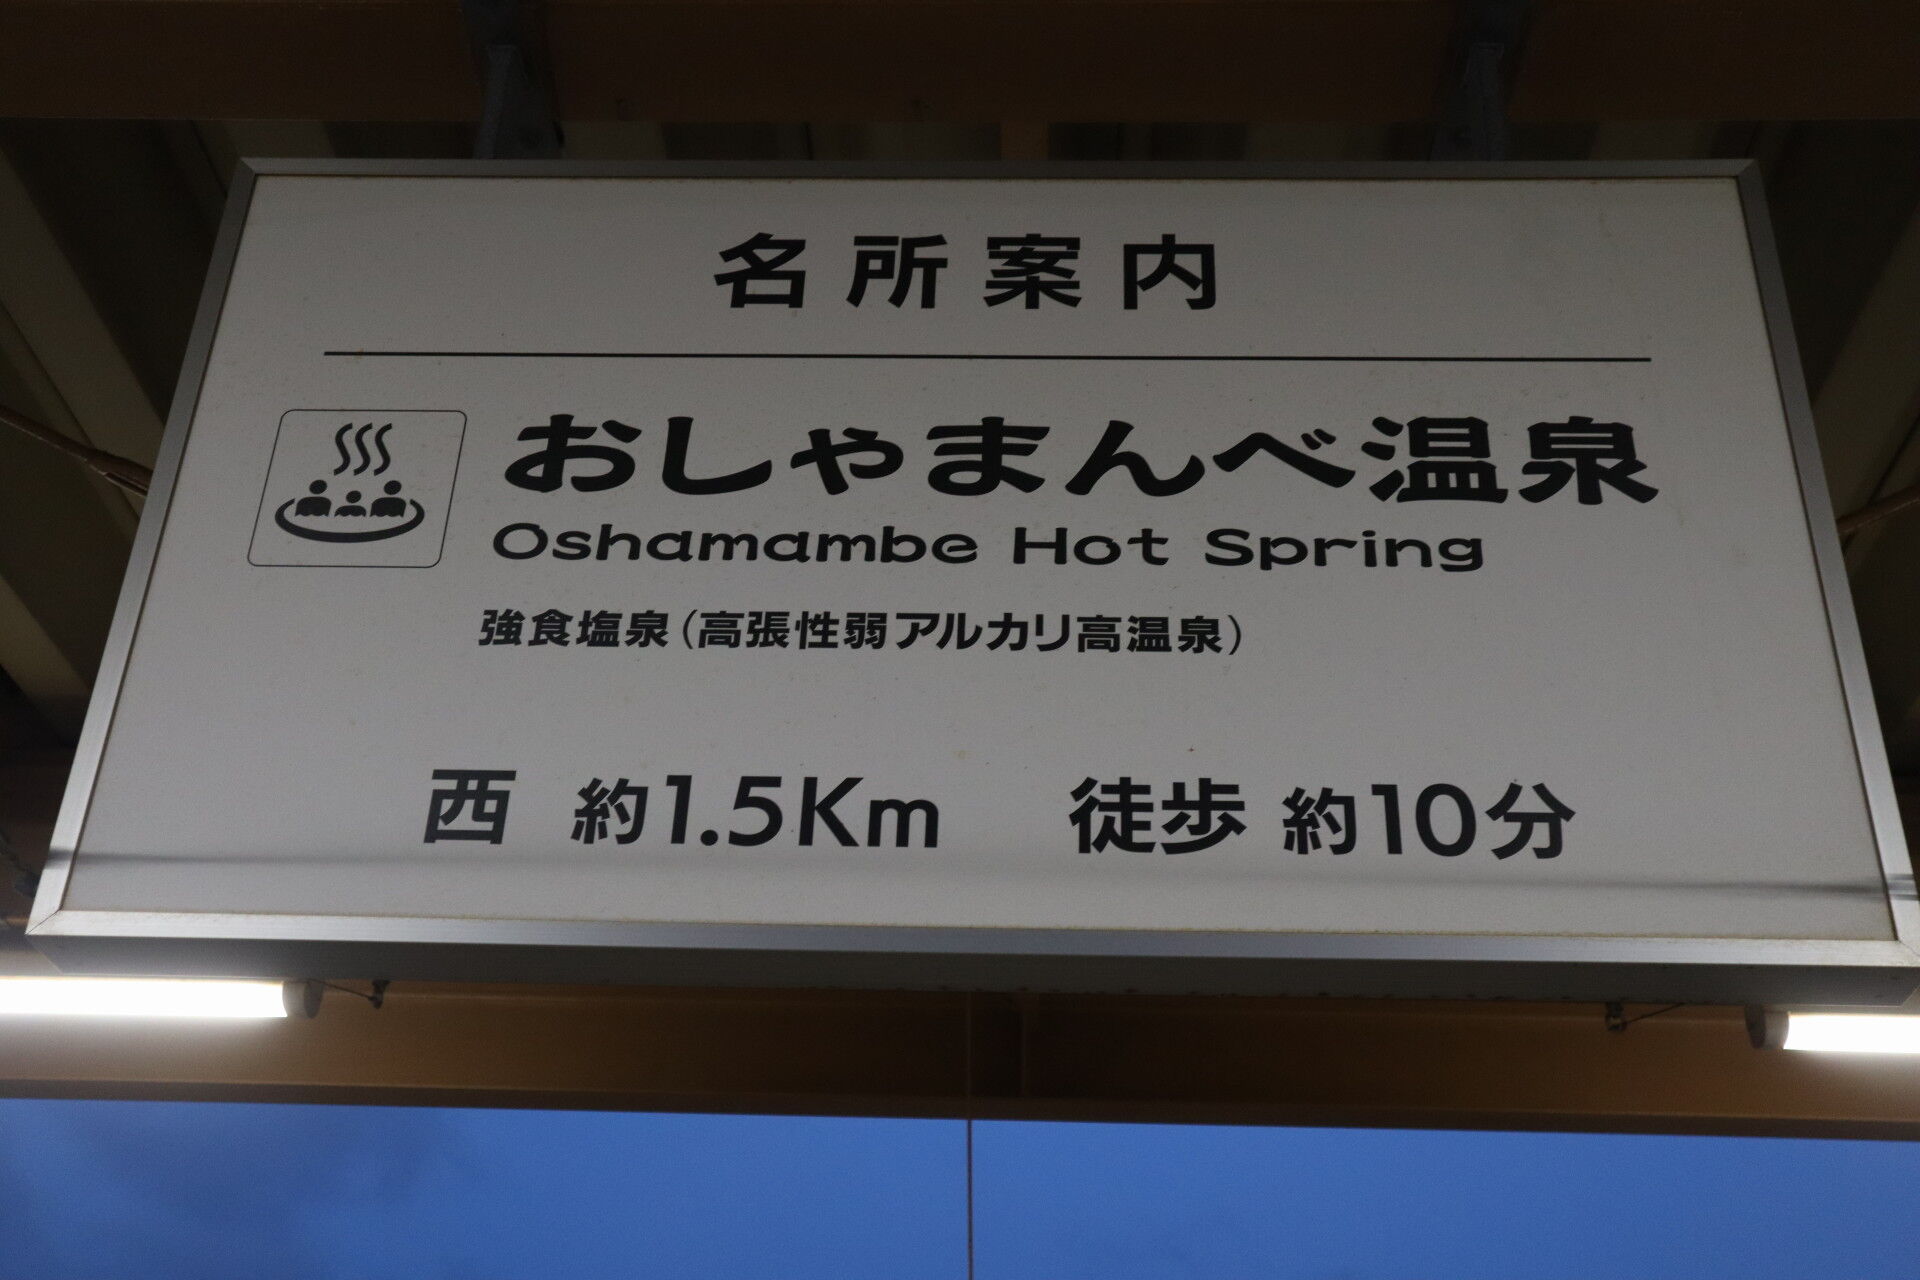 名所案内
おしゃまんべ温泉
Oshamambe Hot Spring
強食塩泉(高張性弱アルカリ高温泉)
西 約1.5Km 徒歩 約10分